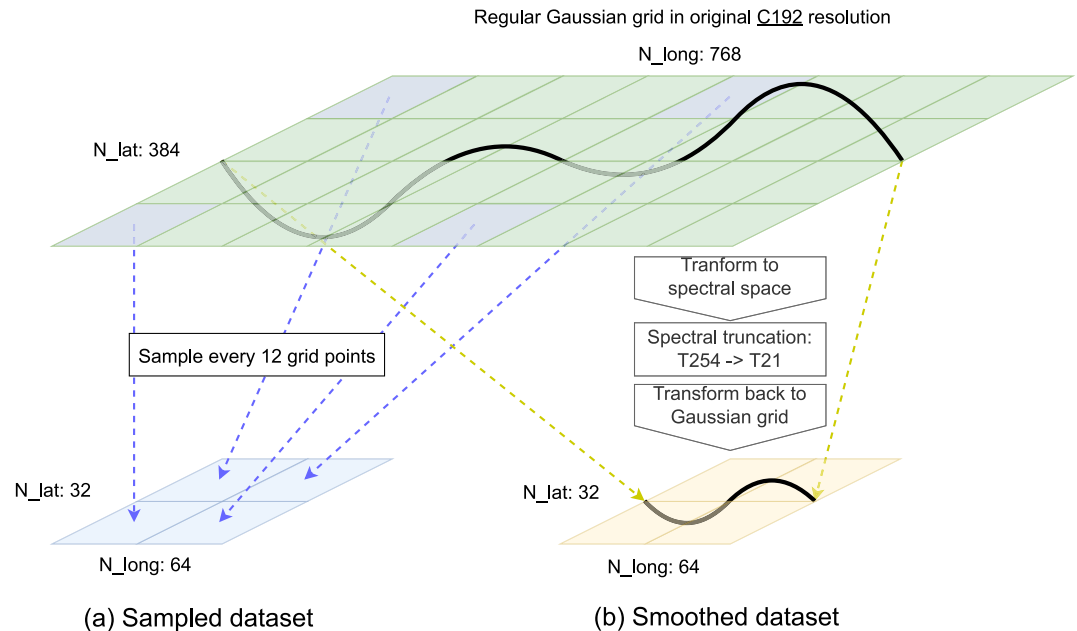 Regular Gaussian grid in original C192 resolution
N_long: 768
N_lat: 384
Tranform to
spectral space
Sample every 12 grid points
Spectral truncation:
T254 -> T21
Transform back to
Gaussian grid
N_lat: 32
N_lat: 32
N_long: 64
N_long: 64
(a) Sampled dataset
(b) Smoothed dataset